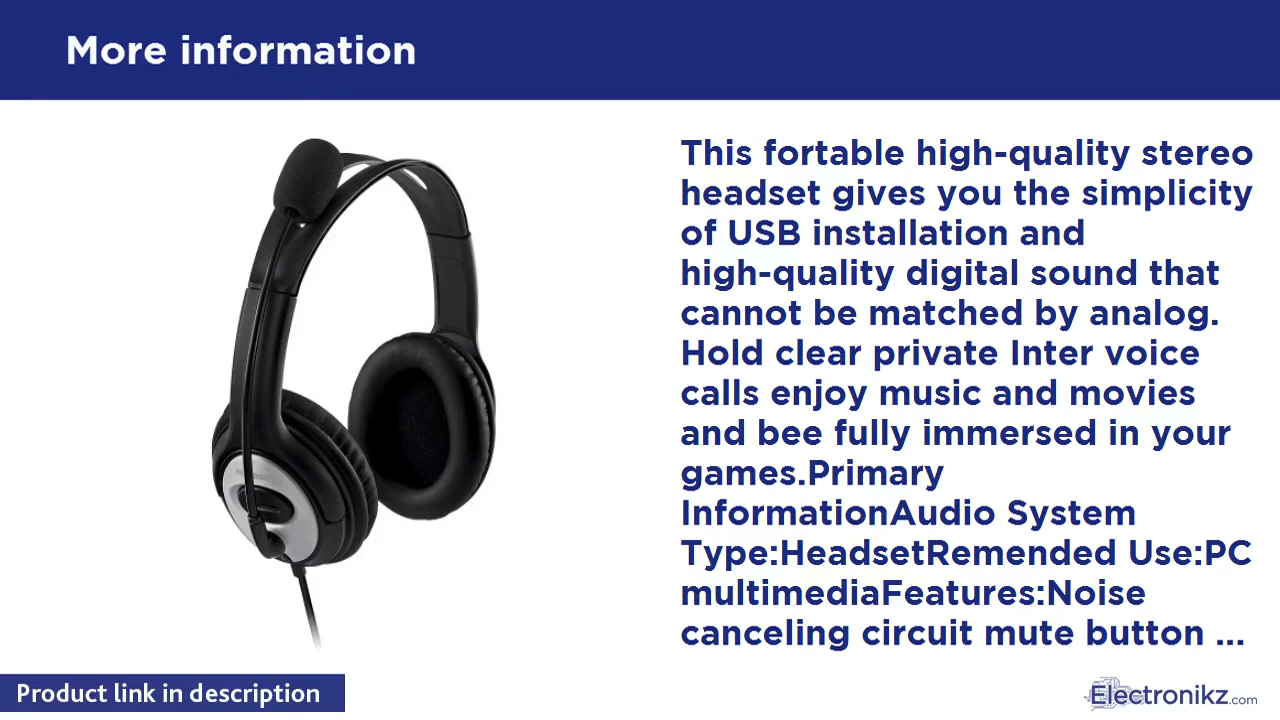 More information
This fortable high-quality stereo
headset gives you the simplicity
of USB installation and
high-quality digital sound that
cannot be matched by analog.
Hold clear private Inter voice
calls enjoy music and movies
and bee fully immersed in your
games.Primary
InformationAudio System
Type:HeadsetRemended Use:PC
multimediaFeatures:Noise
canceling circuit mute button ...
Product link in description
Electronikz.com